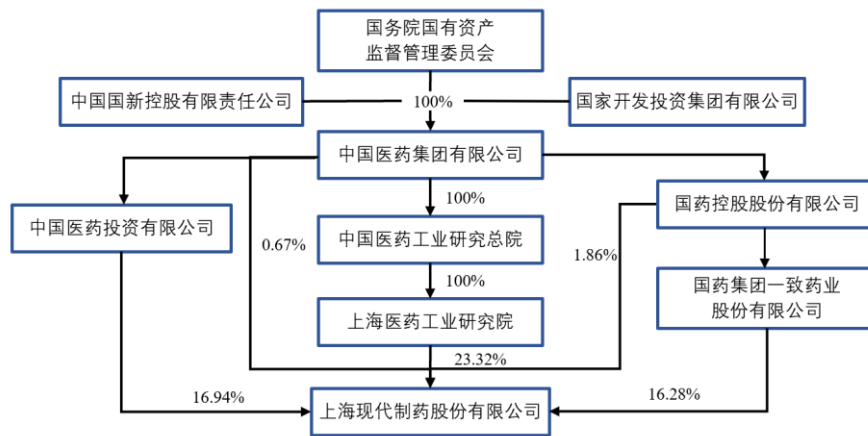 国务院国有资产
监督管理委员会
中国国新控股有限责任公司
100%
国家开发投资集团有限公司
中国医药集团有限公司
100%
中国医药投资有限公司
国药控股股份有限公司
0.67%
中国医药工业研究总院
1.86%
100%
国药集团一致药业
股份有限公司
上海医药工业研究院
23.32%
16.94%
16.28%
上海现代制药股份有限公司